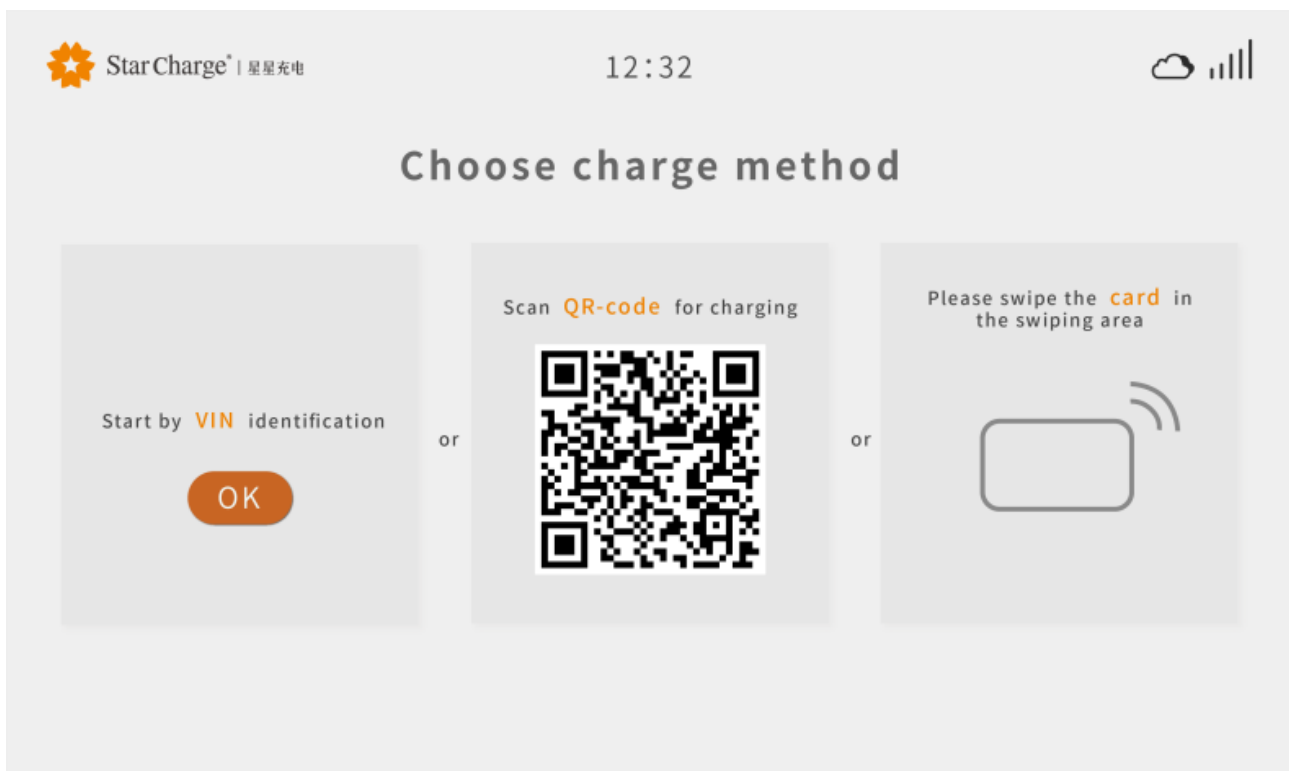 StarCharge® | 星星充电
12:32
Choose charge method
Start by VIN identification
OK
or
Scan QR-code for charging
or
Please swipe the card in
the swiping area